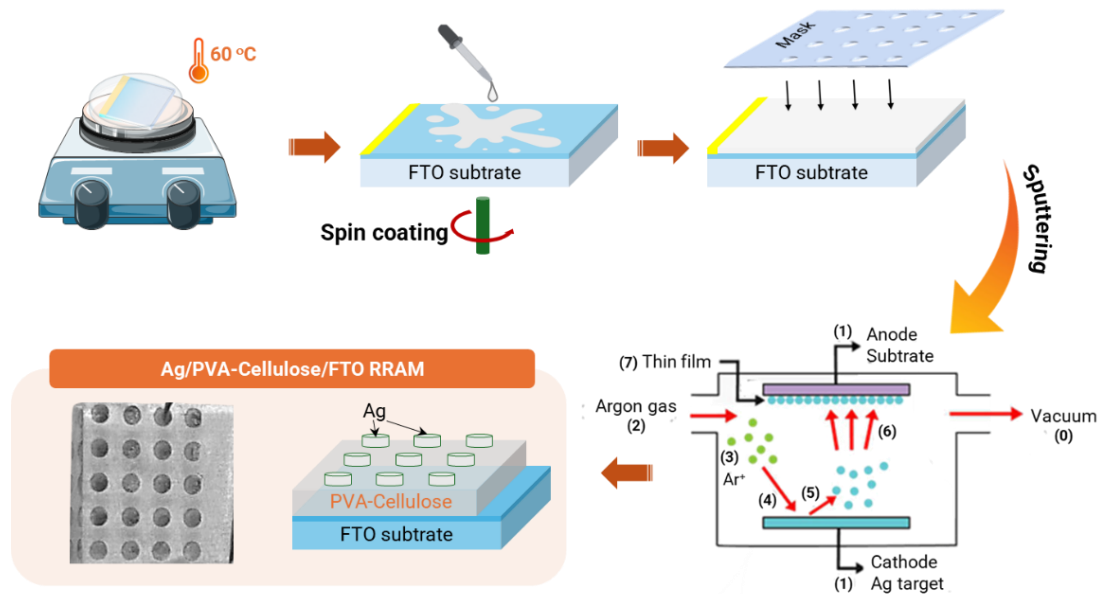 60 °C
FTO subtrate
Spin coating
Mask
FTO subtrate
Sputtering
(1) Anode
Substrate
(7) Thin film
Argon gas
(2)
Vacuum
(0)
(3)
Ar⁺
(4)
(5)
(6)
Cathode
(1) Ag target
Ag/PVA-Cellulose/FTO RRAM
Ag
PVA-Cellulose
FTO subtrate